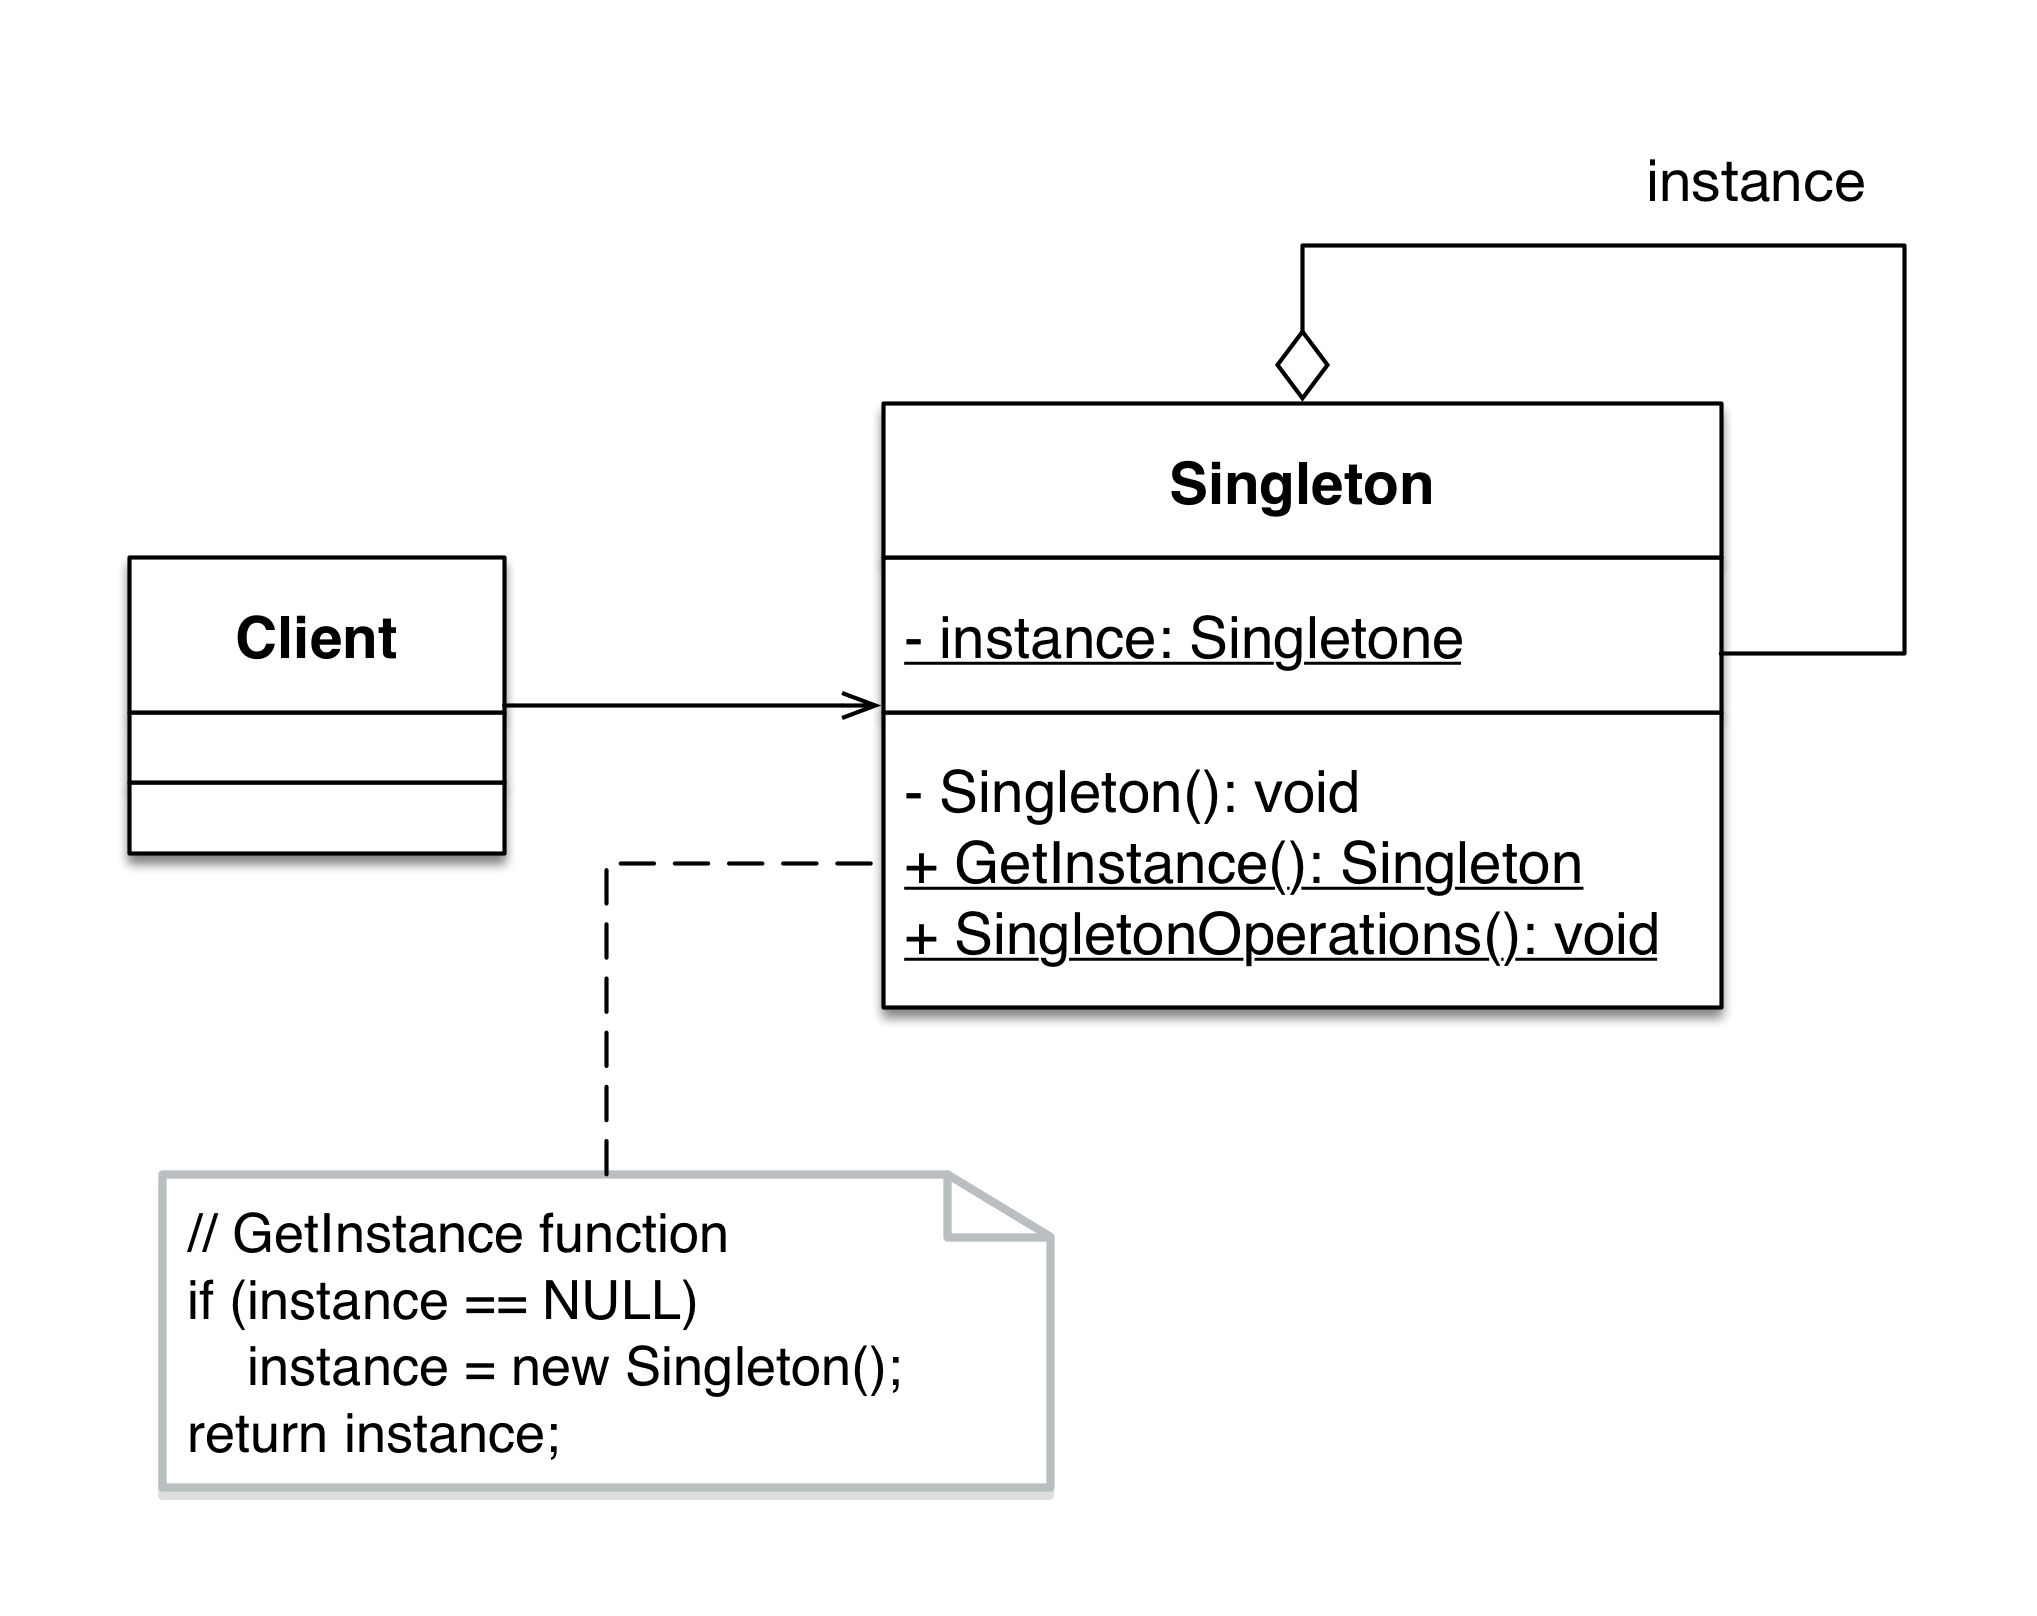 instance
Singleton
Client
- instance: Singletone
- Singleton(): void
+ GetInstance(): Singleton
+ SingletonOperations(): void
// GetInstance function
if (instance == NULL)
    instance = new Singleton();
return instance;